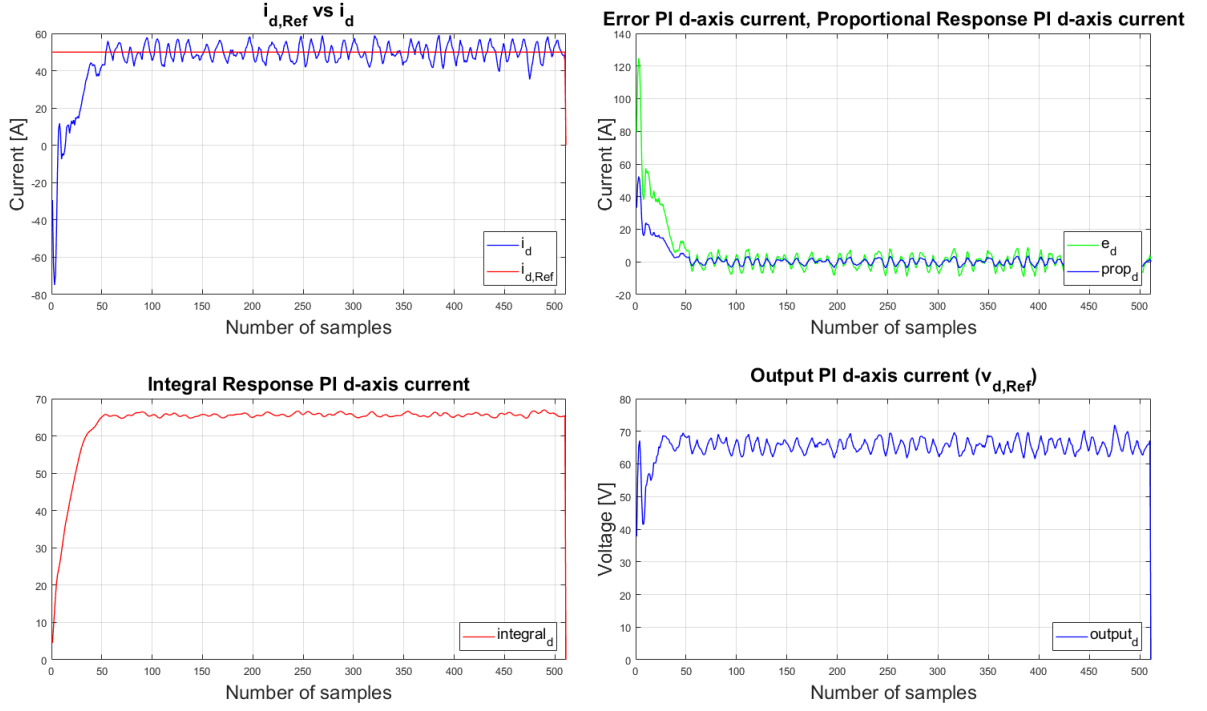 i_d,Ref vs i_d
Current [A]
60
40
20
0
-20
-40
-60
-80
0 50 100 150 200 250 300 350 400 450 500
Number of samples
i_d
i_d,Ref
Error PI d-axis current, Proportional Response PI d-axis current
Current [A]
140
120
100
80
60
40
20
0
-20
0 50 100 150 200 250 300 350 400 450 500
Number of samples
e_d
prop_d
Integral Response PI d-axis current
70
60
50
40
30
20
10
0
0 50 100 150 200 250 300 350 400 450 500
Number of samples
integral_d
Output PI d-axis current (v_d,Ref)
Voltage [V]
80
70
60
50
40
30
20
10
0
0 50 100 150 200 250 300 350 400 450 500
Number of samples
output_d